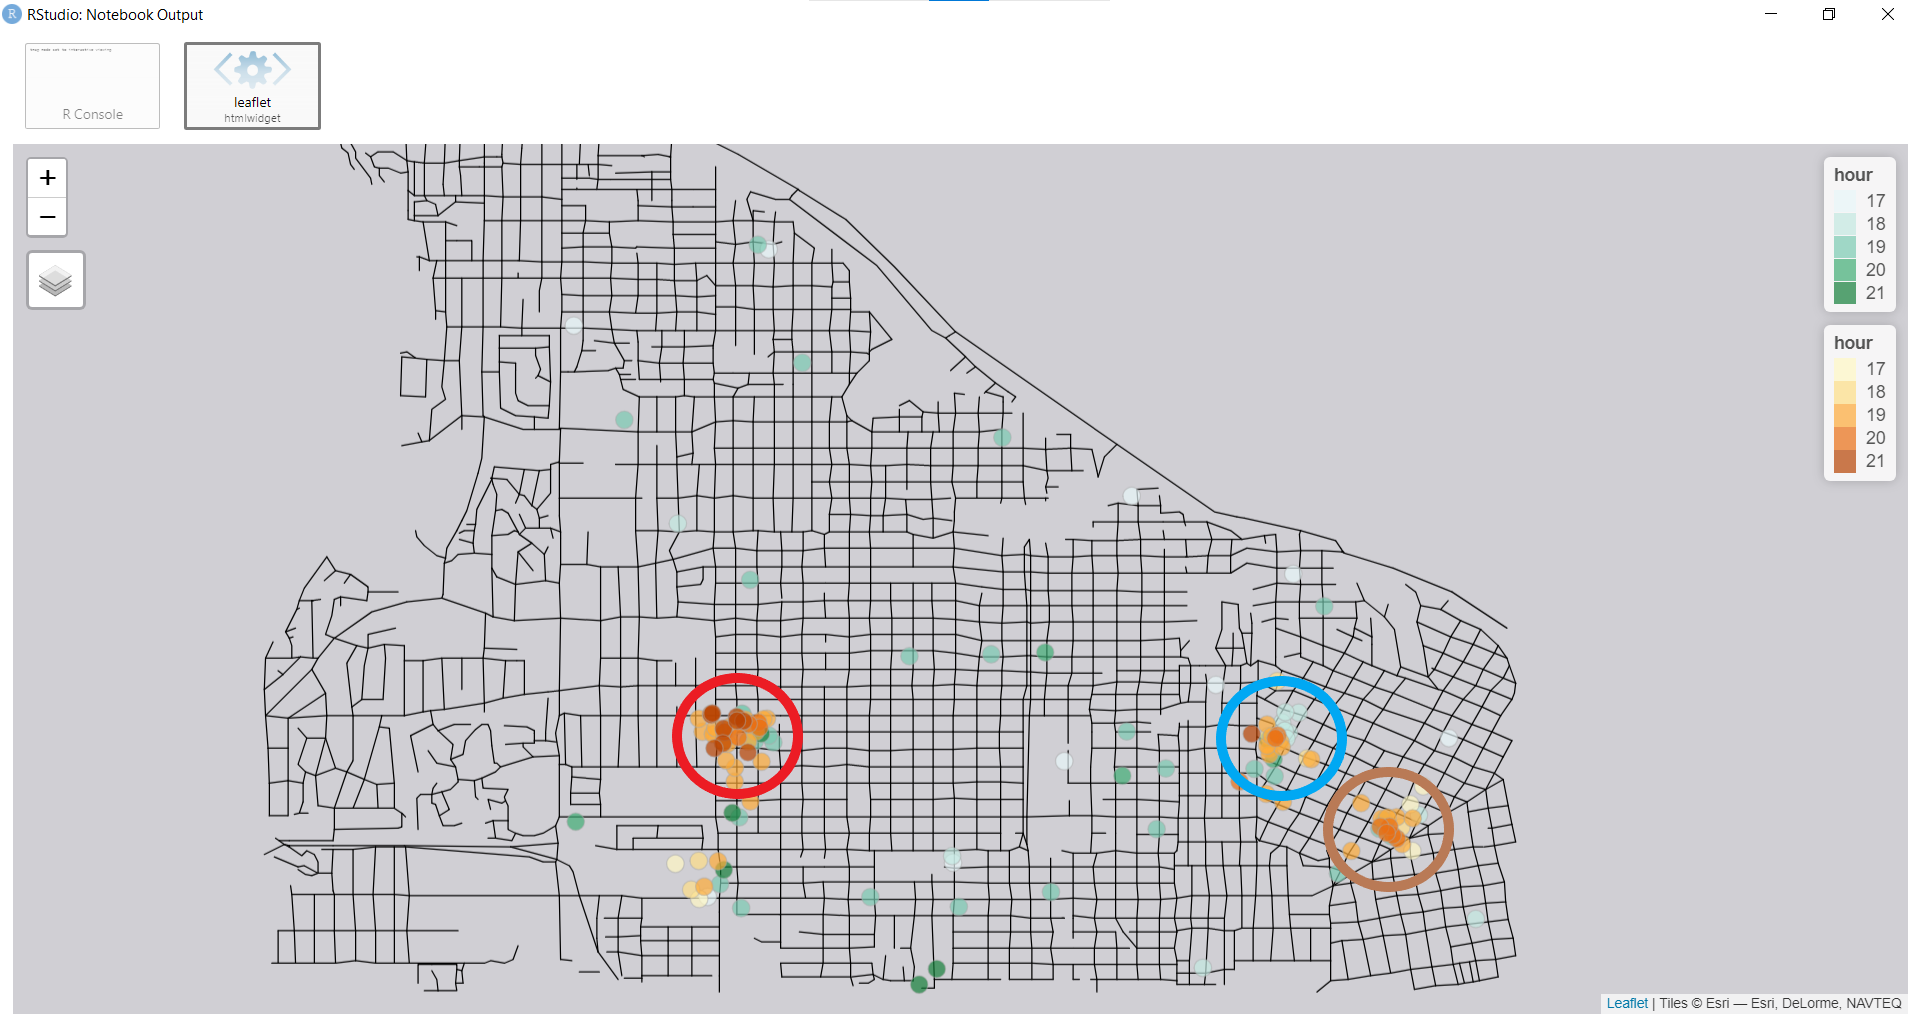 RStudio: Notebook Output
R Console
leaflet
htmlwidget
+
−
hour
17
18
19
20
21
hour
17
18
19
20
21
Leaflet | Tiles © Esri — Esri, DeLorme, NAVTEQ